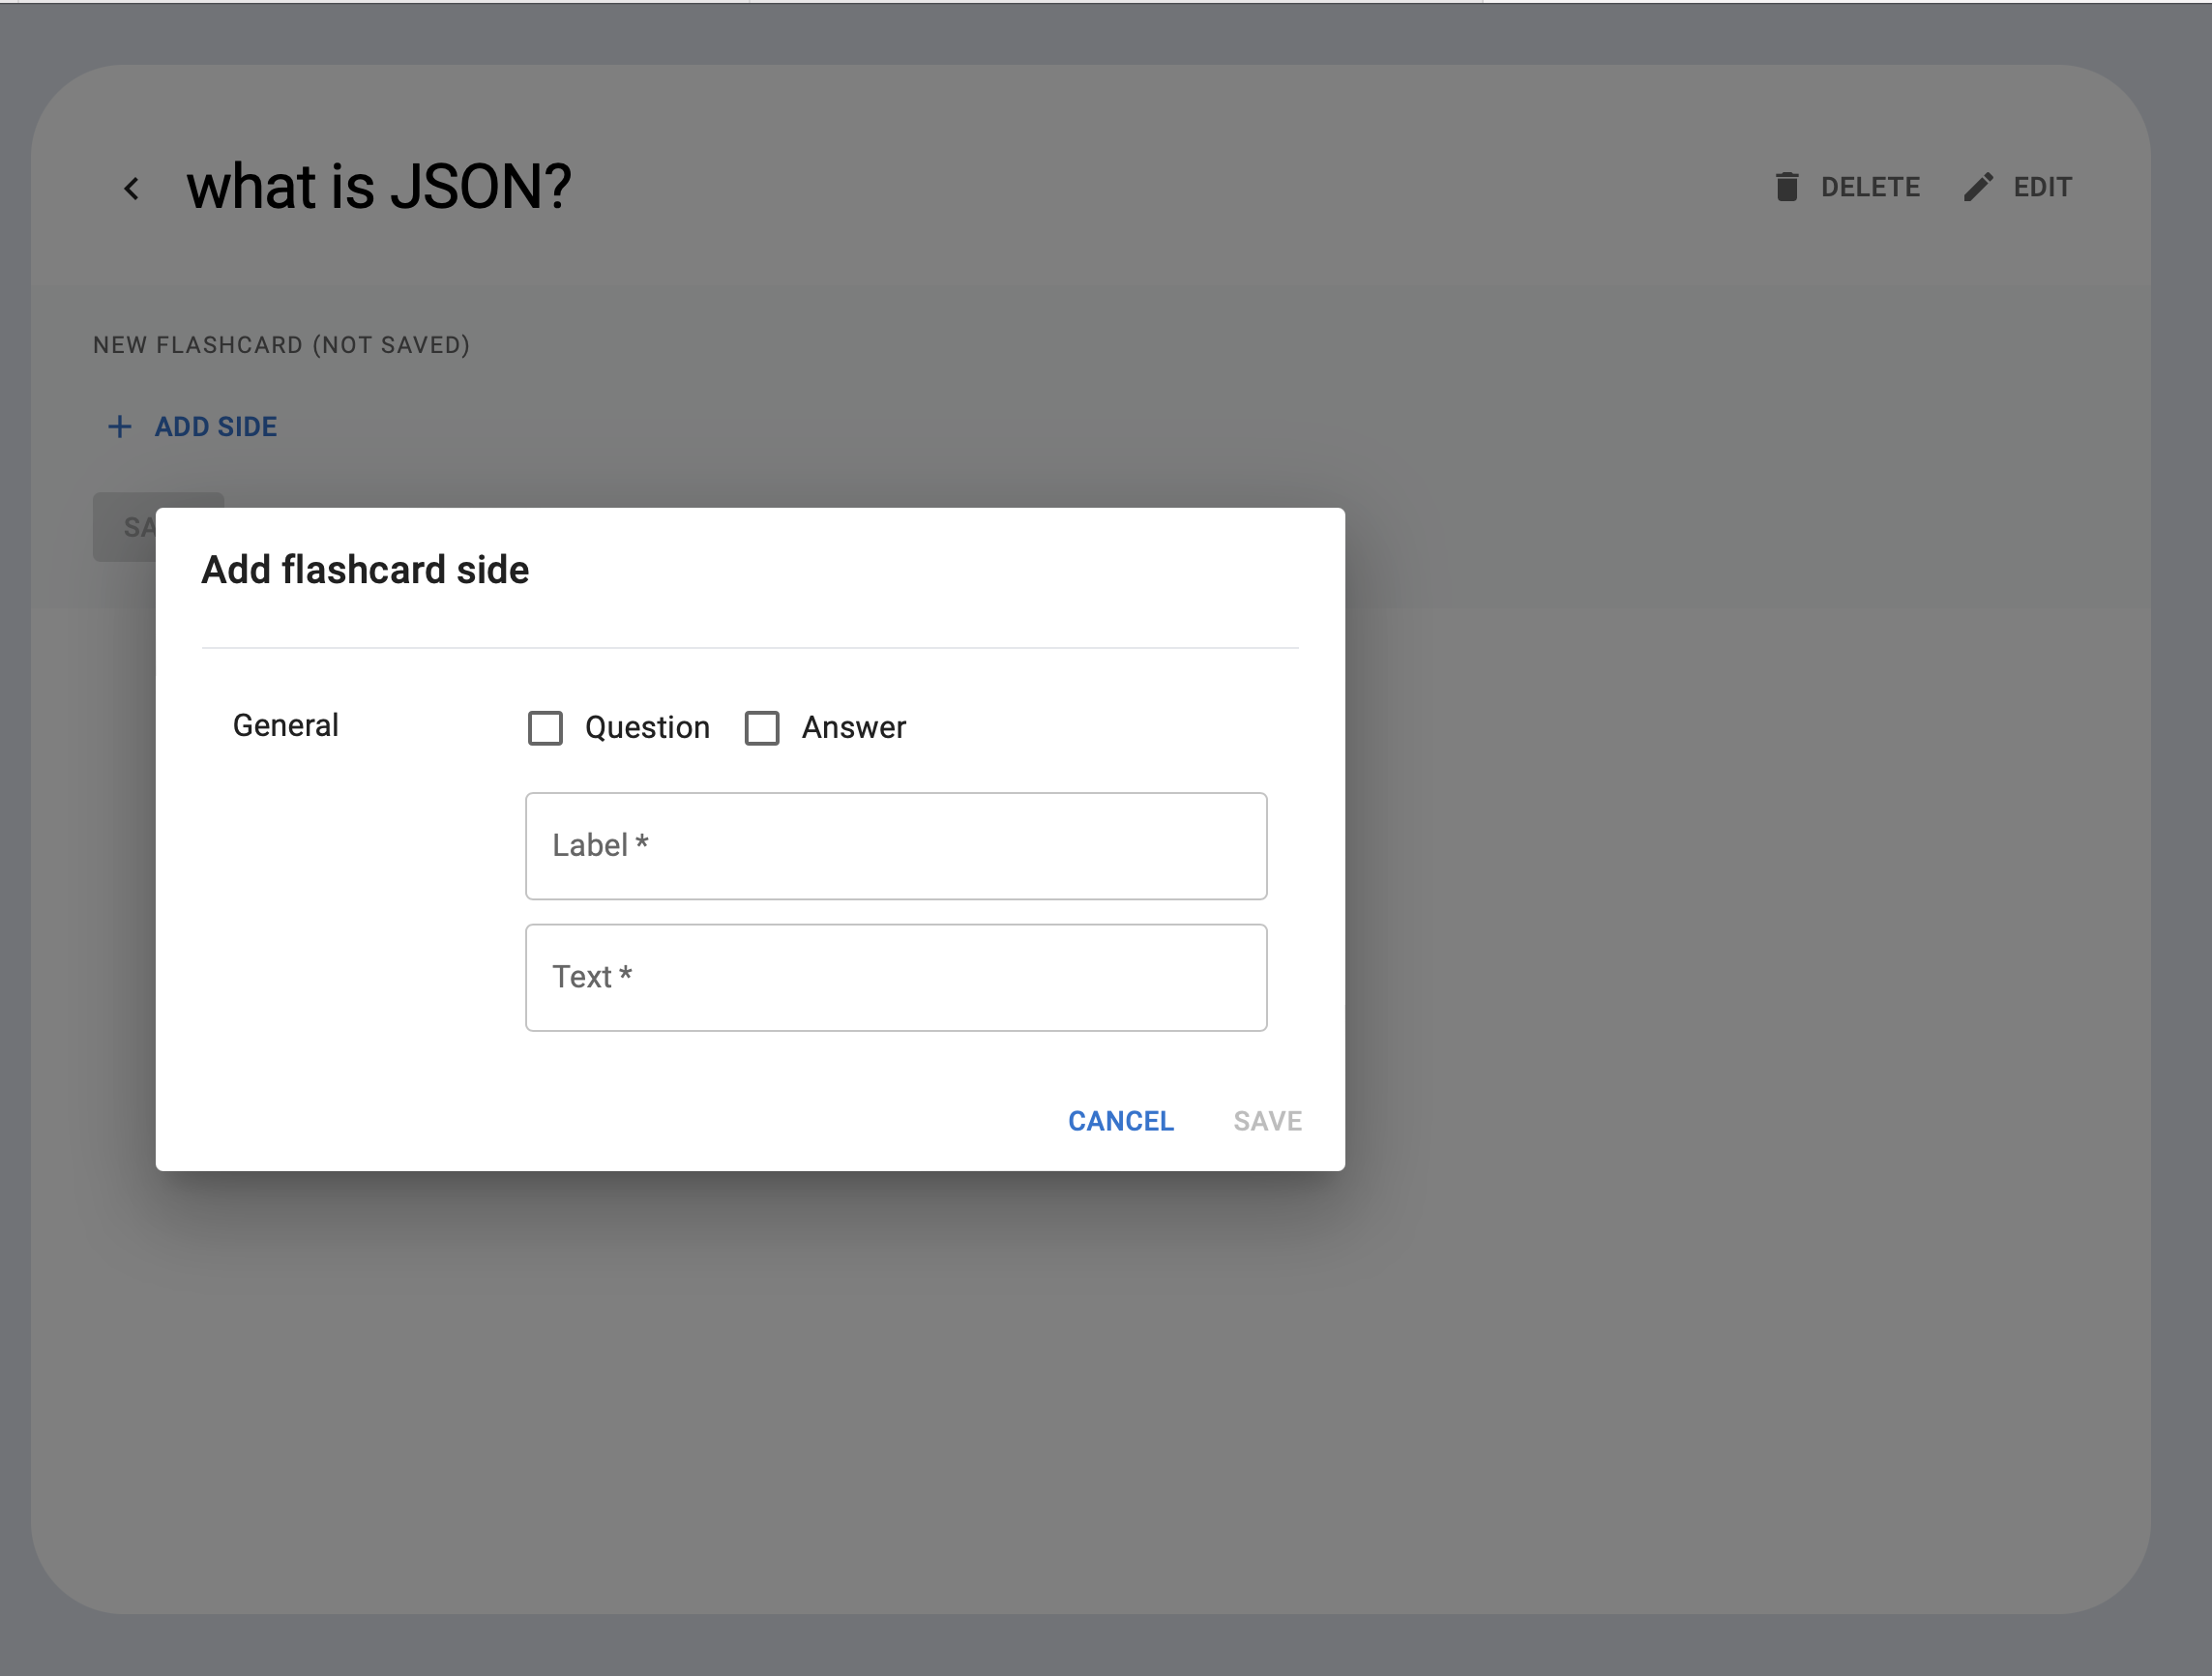 what is JSON?
DELETE
EDIT
NEW FLASHCARD (NOT SAVED)
+ ADD SIDE
SA
Add flashcard side
General
Question
Answer
Label *
Text *
CANCEL
SAVE